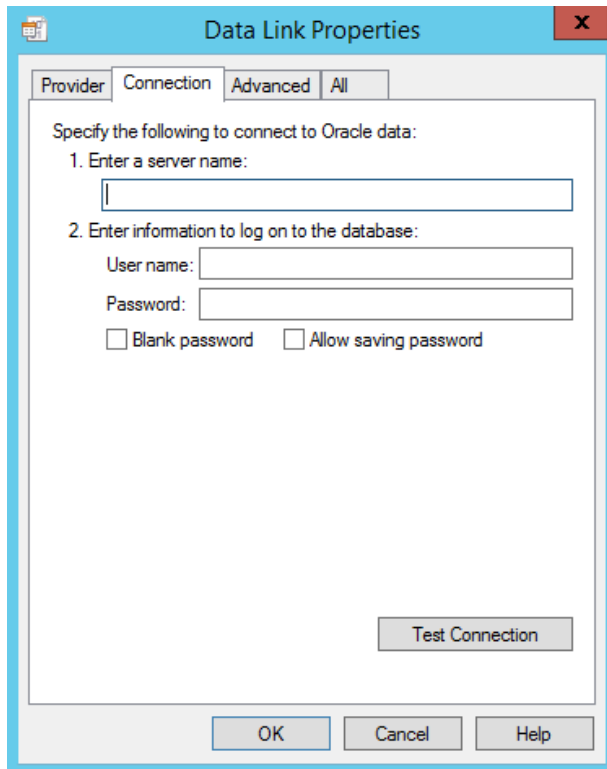 Data Link Properties
x
Provider Connection Advanced All
Specify the following to connect to Oracle data:
1. Enter a server name:
2. Enter information to log on to the database:
User name:
Password:
Blank password Allow saving password
Test Connection
OK Cancel Help